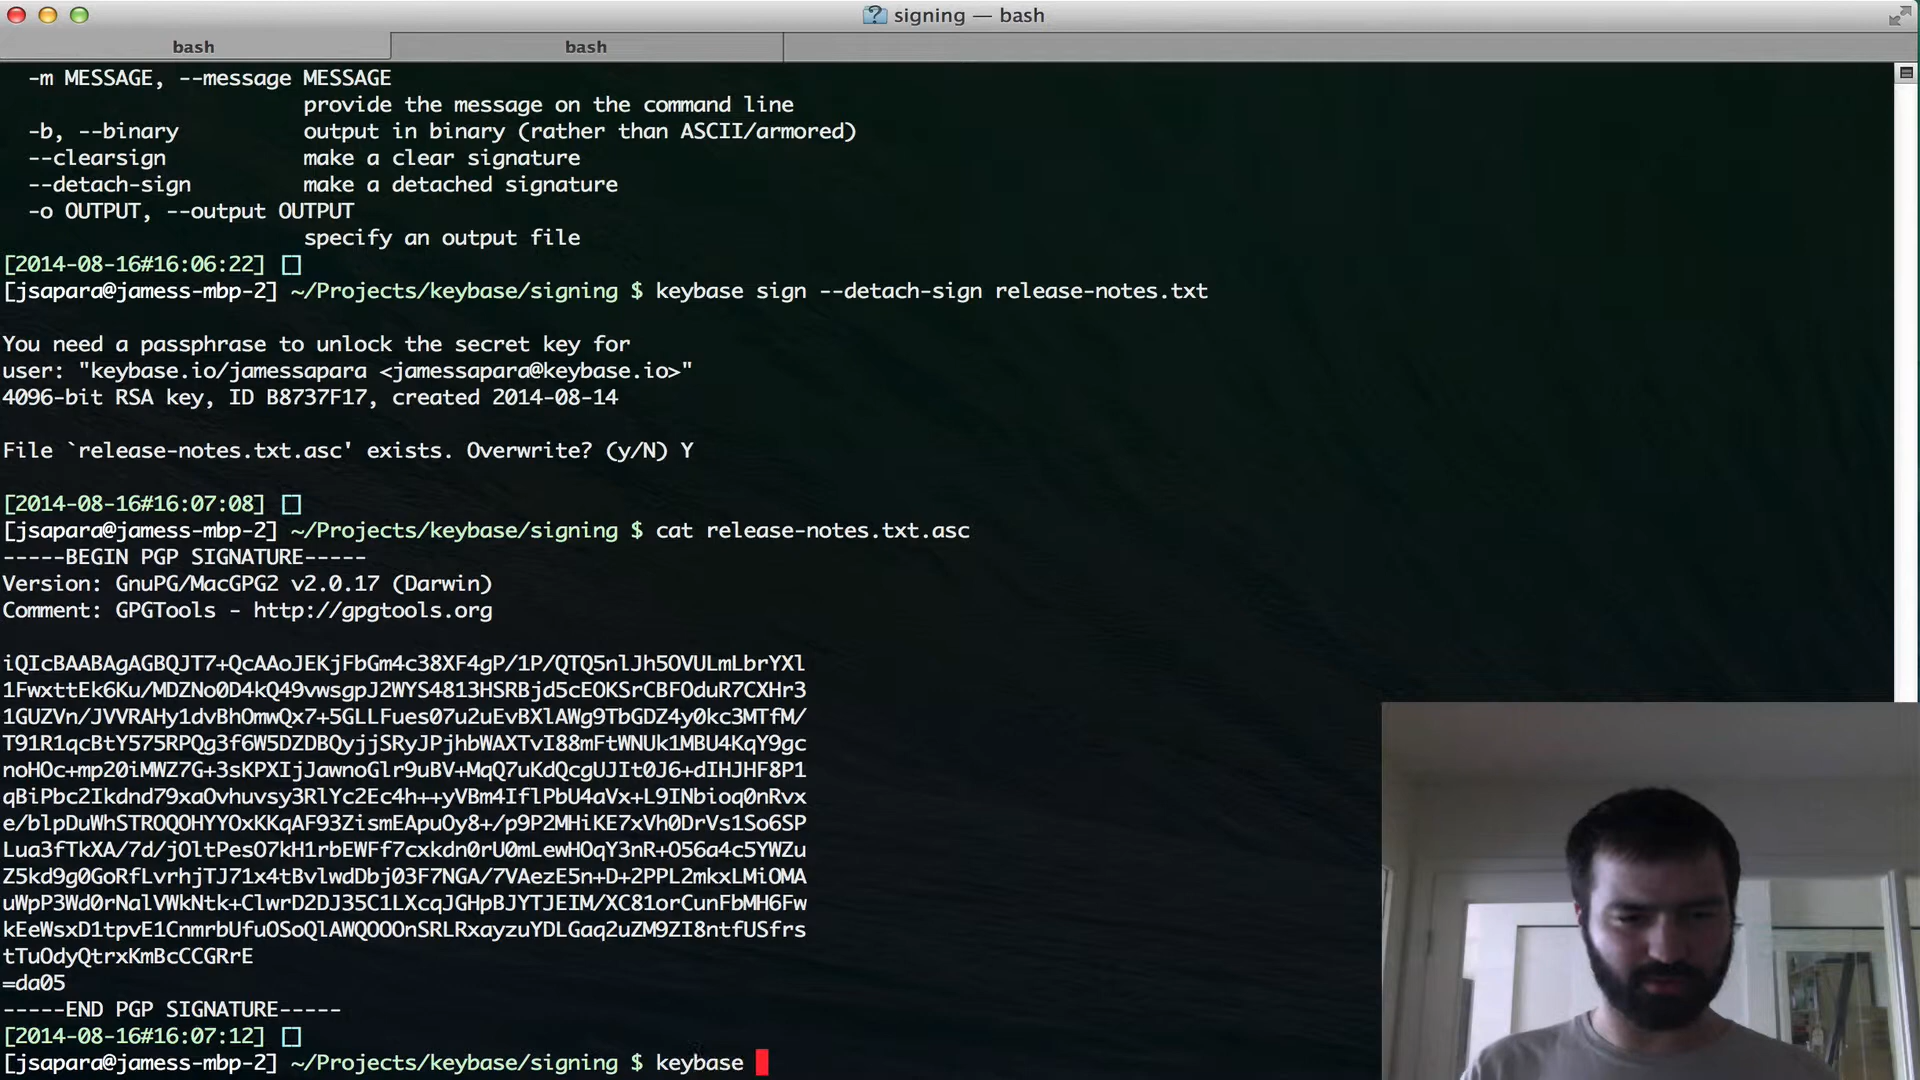 signing — bash
bash
bash
-m MESSAGE, --message MESSAGE
provide the message on the command line
-b, --binary output in binary (rather than ASCII/armored)
--clearsign make a clear signature
--detach-sign make a detached signature
-o OUTPUT, --output OUTPUT
specify an output file
[2014-08-16#16:06:22] []
[jsapara@jamess-mbp-2] ~/Projects/keybase/signing $ keybase sign --detach-sign release-notes.txt
You need a passphrase to unlock the secret key for
user: "keybase.io/jamessapara <jamessapara@keybase.io>"
4096-bit RSA key, ID B8737F17, created 2014-08-14
File `release-notes.txt.asc' exists. Overwrite? (y/N) Y
[2014-08-16#16:07:08] []
[jsapara@jamess-mbp-2] ~/Projects/keybase/signing $ cat release-notes.txt.asc
-----BEGIN PGP SIGNATURE-----
Version: GnuPG/MacGPG2 v2.0.17 (Darwin)
Comment: GPGTools - http://gpgtools.org
iQIcBAABAgAGBQJT7+QcAAoJEKjFbGm4c38XF4gP/1P/QTQ5nlJh5OVULmLbrYXl
1FwxttEk6Ku/MDZNo0D4kQ49vwsgpJ2WYS4813HSRBjd5cEOKSrCBFOduR7CXHr3
1GUZVn/JVVRAHy1dvBhOmwQx7+5GLLFues07u2uEvBXlAWg9TbGDZ4y0kc3MTfM/
T91R1qcBtY575RPQg3f6W5DZDBQyjjSRyJPjhbWAXTvI88mFtWNUk1MBU4KqY9gc
noHOc+mp20iMWZ7G+3sKPXIjJawnoGlr9uBV+MqQ7uKdQcgUJIt0J6+dIHJHF8P1
qBiPbc2Ikdnd79xaOvhuvsy3RlYc2Ec4h++yVBm4IflPbU4aVx+L9INbioq0nRvx
e/blpDuWhSTROQOHYYOxKKqAF93ZismEApuOy8+/p9P2MHiKE7xVh0DrVs1So6SP
Lua3fTkXA/7d/jOltPesO7kH1rbEWFf7cxkdn0rU0mLewHOqY3nR+O56a4c5YWZu
Z5kd9g0GoRfLvrhjTJ71x4tBvlwdDbj03F7NGA/7VAezE5n+D+2PPL2mkxLMiOMA
uWpP3Wd0rNalVWkNtk+ClwrD2DJ35C1LXcqJGHpBJYTJEIM/XC81orCunFbMH6Fw
kEeWsxD1tpvE1CnmrbUfuOSoQlAWQOOOnSRLRxayzuYDLGaq2uZM9ZI8ntfUSfrs
tTuOdyQtrxKmBcCCGRrE
=da05
-----END PGP SIGNATURE-----
[2014-08-16#16:07:12] []
[jsapara@jamess-mbp-2] ~/Projects/keybase/signing $ keybase